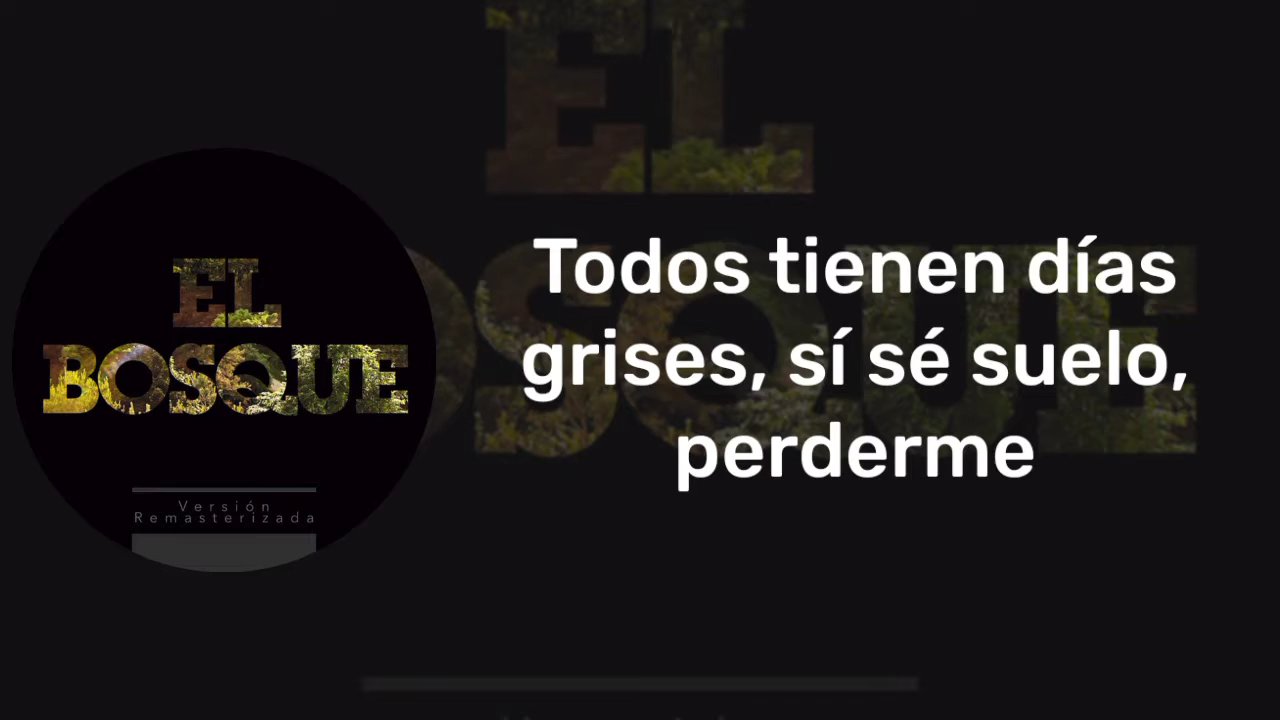 EL
BOSQUE
Versión
Remasterizada
Todos tienen días
grises, sí sé suelo,
perderme